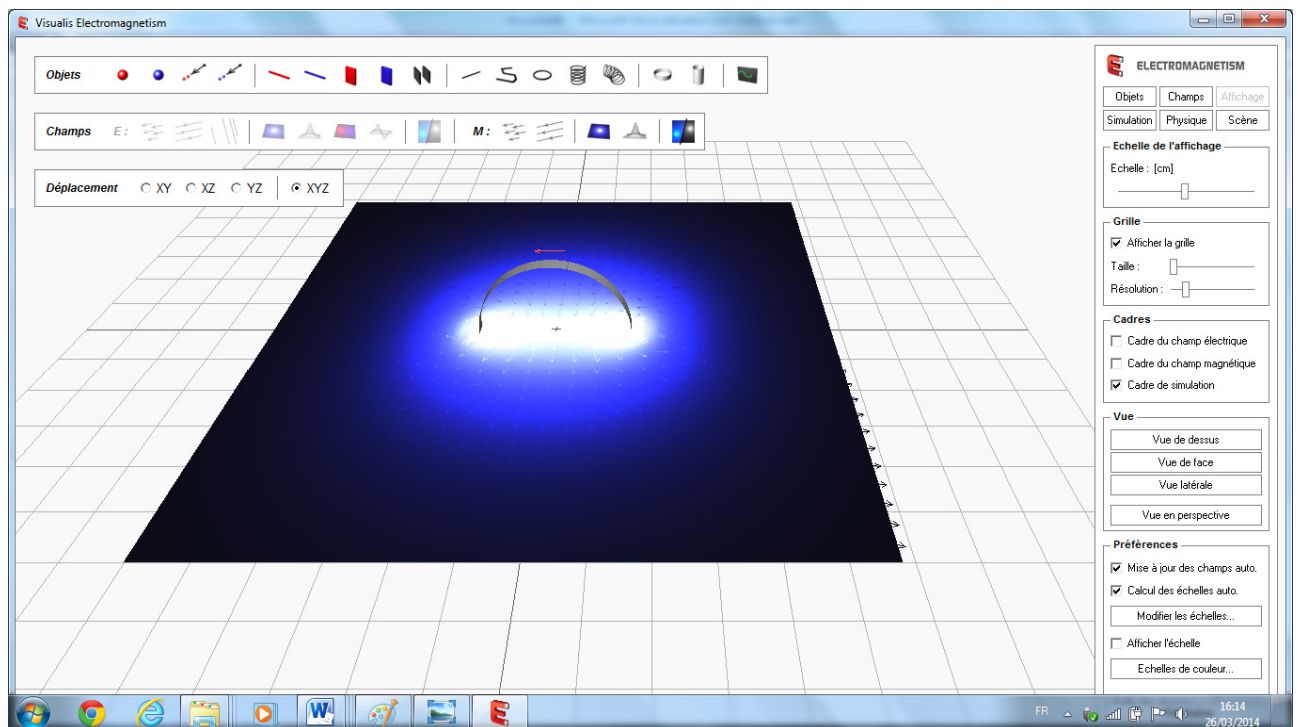 Visualis Electromagnetism
Objets
Champs E : M :
Déplacement XY XZ YZ XYZ
ELECTROMAGNETISM
Objets Champs Affichage
Simulation Physique Scène
Echelle de l'affichage
Echelle : [cm]
Grille
Afficher la grille
Taille :
Résolution :
Cadres
Cadre du champ électrique
Cadre du champ magnétique
Cadre de simulation
Vue
Vue de dessus
Vue de face
Vue latérale
Vue en perspective
Préférences
Mise à jour des champs auto.
Calcul des échelles auto.
Modifier les échelles...
Afficher l'échelle
Echelles de couleur...
FR 16:14
26/03/2014